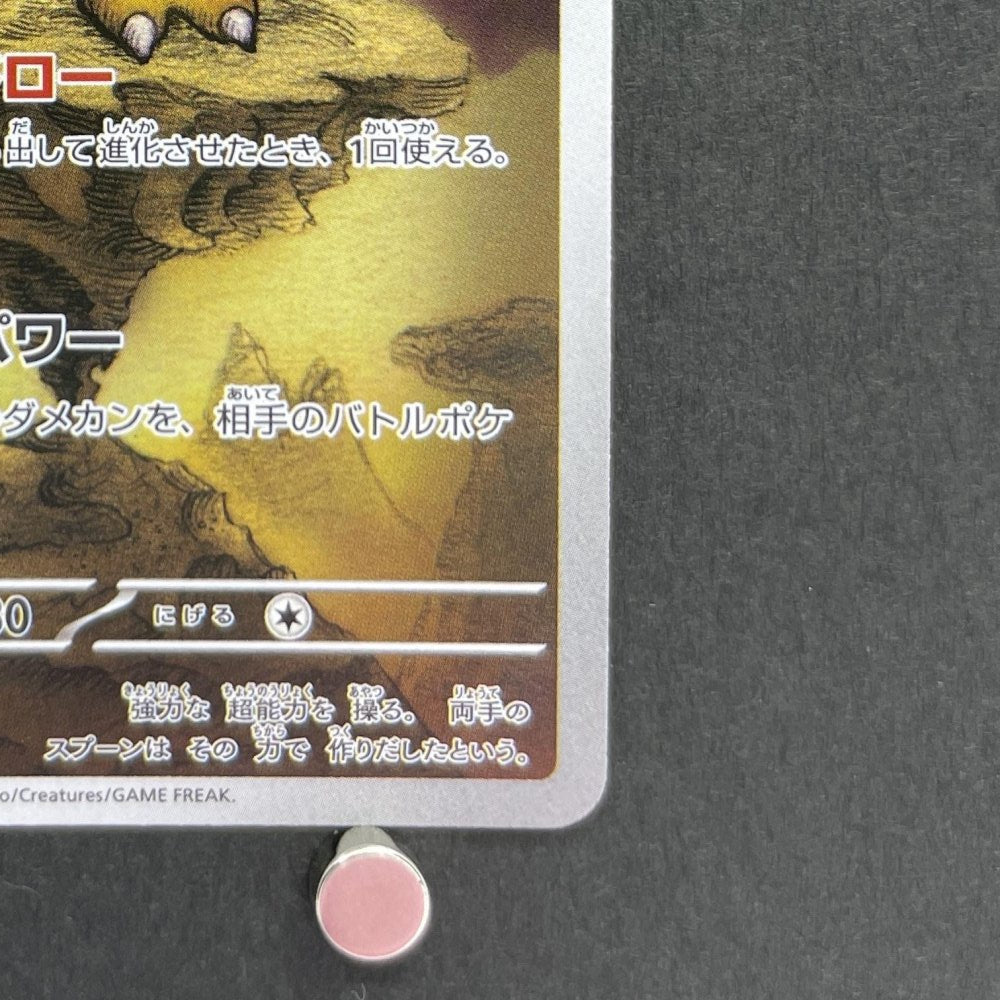 ロー
出して進化させたとき、1回使える。
パワー
ダメカンを、相手のバトルポケ
30 にげる
強力な 超能力を 操る。 両手の
スプーンは その 力で 作りだしたという。
o/Creatures/GAME FREAK.